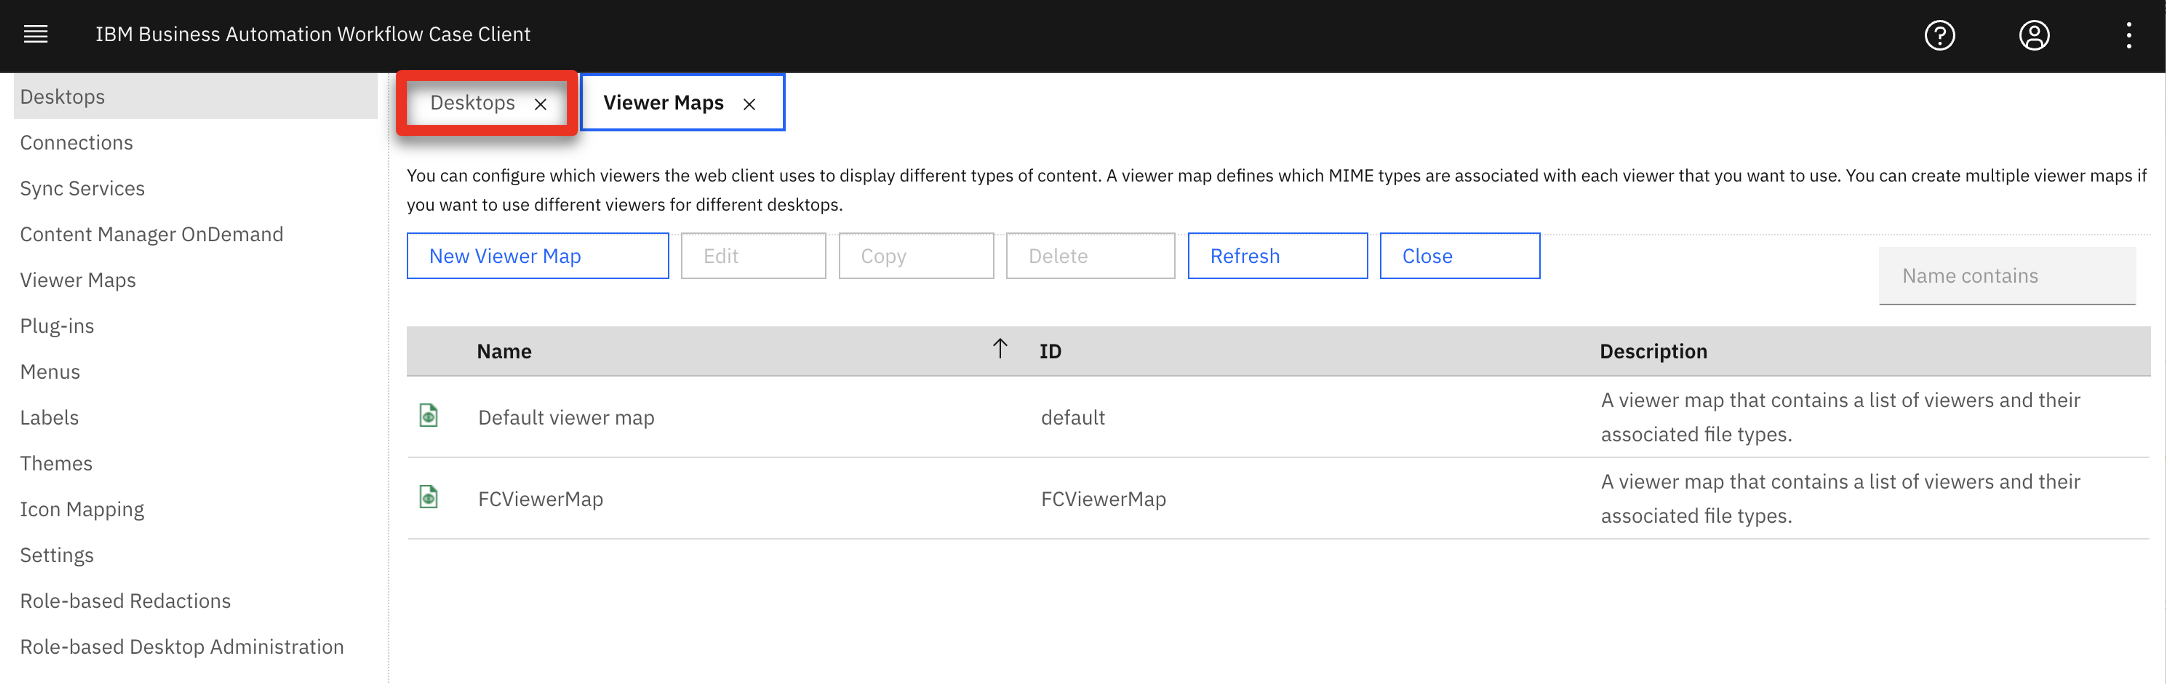 IBM Business Automation Workflow Case Client
Desktops
Connections
Sync Services
Content Manager OnDemand
Viewer Maps
Plug-ins
Menus
Labels
Themes
Icon Mapping
Settings
Role-based Redactions
Role-based Desktop Administration
Desktops × Viewer Maps ×
You can configure which viewers the web client uses to display different types of content. A viewer map defines which MIME types are associated with each viewer that you want to use. You can create multiple viewer maps if
you want to use different viewers for different desktops.
New Viewer Map Edit Copy Delete Refresh Close
Name contains
Name ID Description
Default viewer map default A viewer map that contains a list of viewers and their
associated file types.
FCViewerMap FCViewerMap A viewer map that contains a list of viewers and their
associated file types.